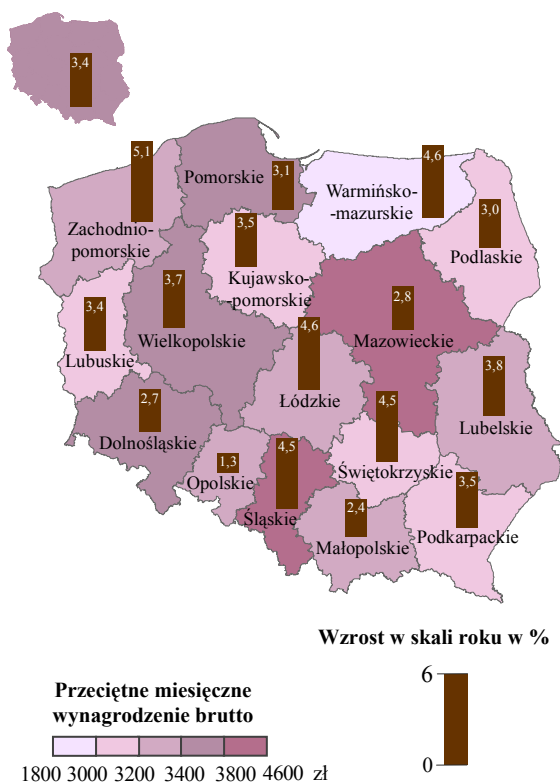 3,4
5,1
Zachodnio-
pomorskie
Pomorskie
3,1
4,6
Warmińsko-
-mazurskie
3,0
Podlaskie
3,5
Kujawsko-
-pomorskie
3,4
Lubuskie
3,7
Wielkopolskie
2,8
Mazowieckie
4,6
Łódzkie
3,8
Lubelskie
2,7
Dolnośląskie
1,3
Opolskie
4,5
Śląskie
4,5
Świętokrzyskie
2,4
Małopolskie
3,5
Podkarpackie
Wzrost w skali roku w %
6
0
Przeciętne miesięczne
wynagrodzenie brutto
1800 3000 3200 3400 3800 4600 zł